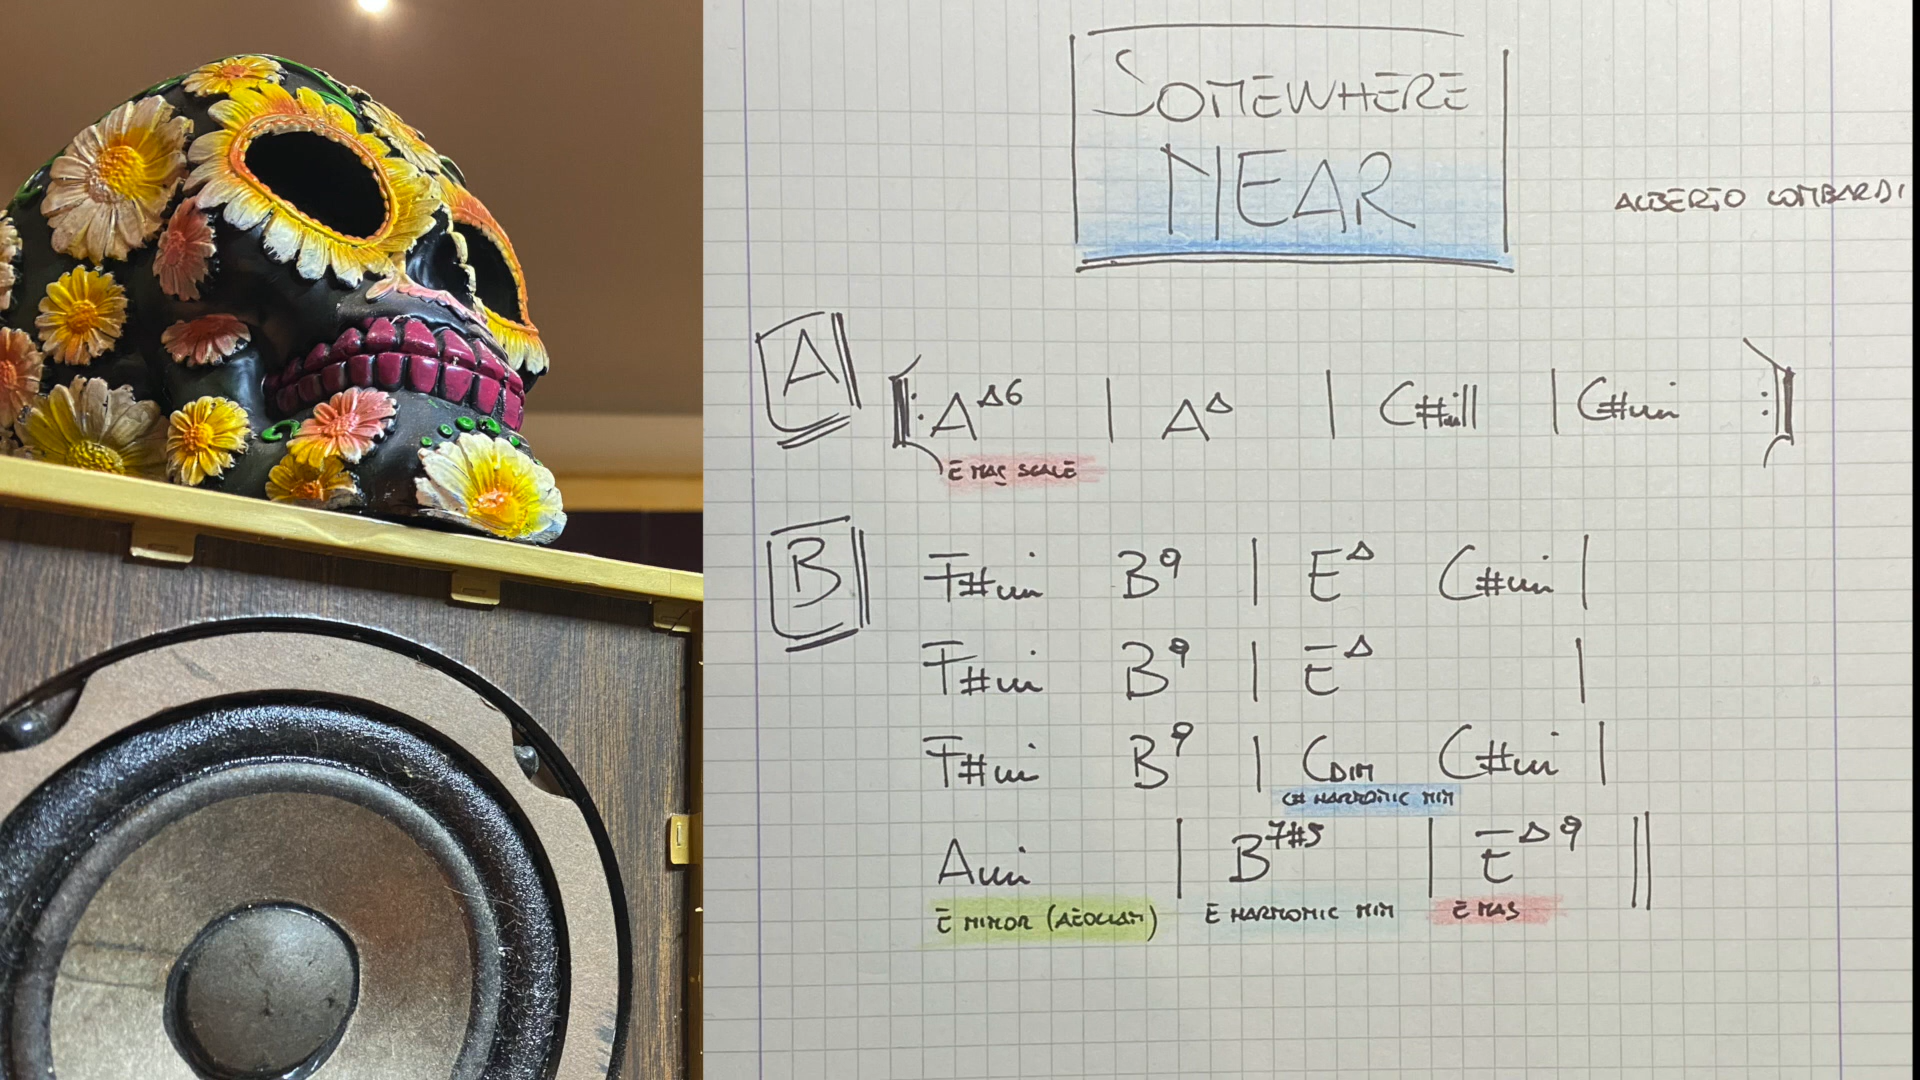 SOMEWHERE
NEAR
ALBERTO LOMBARDI
A
|: A△6 | A△ | C#mi11 | C#mi :|
E MAJ SCALE
B
F#mi B9 | E△ C#mi |
F#mi B9 | E△ |
F#mi B9 | CDIM C#mi |
C# HARMONIC MIN
Ami | B7#5 | E△9 ||
E MINOR (AEOLIAN) E HARMONIC MIN E MAJ